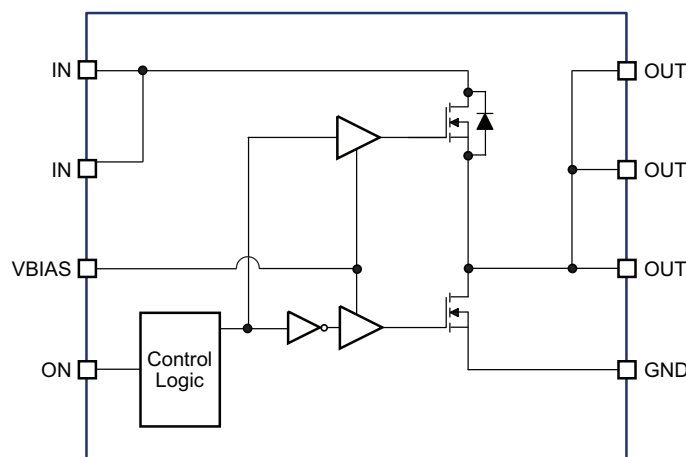 IN
OUT
IN
OUT
VBIAS
OUT
ON
Control
Logic
GND